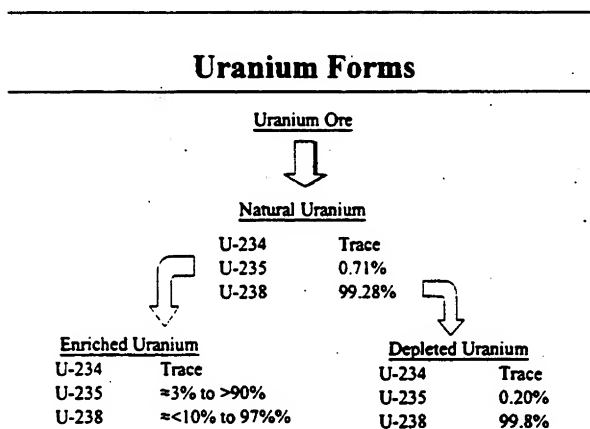 Uranium Forms
Uranium Ore
Natural Uranium
U-234 Trace
U-235 0.71%
U-238 99.28%
Enriched Uranium
U-234 Trace
U-235 ≈3% to >90%
U-238 ≈<10% to 97%%
Depleted Uranium
U-234 Trace
U-235 0.20%
U-238 99.8%